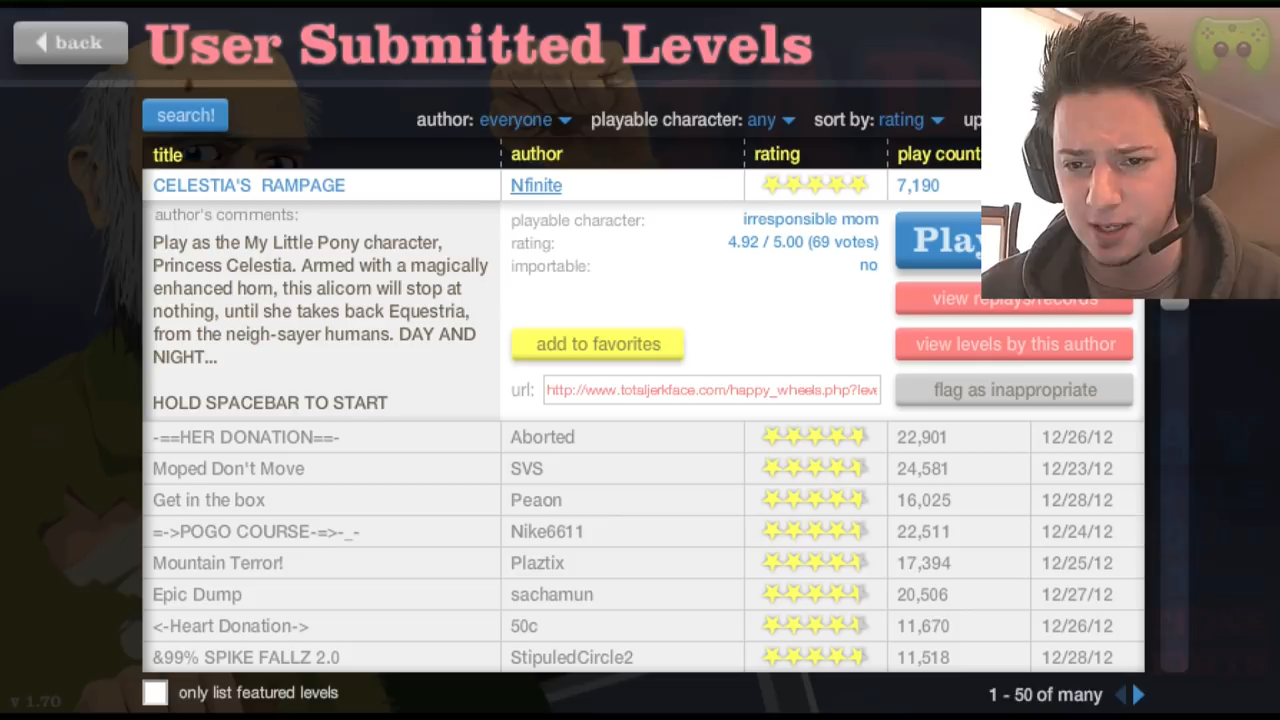 back
User Submitted Levels
search!
author: everyone
playable character: any
sort by: rating
up
title
author
rating
play count
CELESTIA'S RAMPAGE
Nfinite
7,190
author's comments:
Play as the My Little Pony character,
Princess Celestia. Armed with a magically
enhanced horn, this alicorn will stop at
nothing, until she takes back Equestria,
from the neigh-sayer humans. DAY AND
NIGHT...
HOLD SPACEBAR TO START
playable character: irresponsible mom
rating: 4.92 / 5.00 (69 votes)
importable: no
add to favorites
url: http://www.totaljerkface.com/happy_wheels.php?leve
Play
view replays/records
view levels by this author
flag as inappropriate
-==HER DONATION==- Aborted 22,901 12/26/12
Moped Don't Move SVS 24,581 12/23/12
Get in the box Peaon 16,025 12/28/12
=->POGO COURSE-=>-_- Nike6611 22,511 12/24/12
Mountain Terror! Plaztix 17,394 12/25/12
Epic Dump sachamun 20,506 12/27/12
<-Heart Donation-> 50c 11,670 12/26/12
&99% SPIKE FALLZ 2.0 StipuledCircle2 11,518 12/28/12
only list featured levels
1 - 50 of many
v 1.70